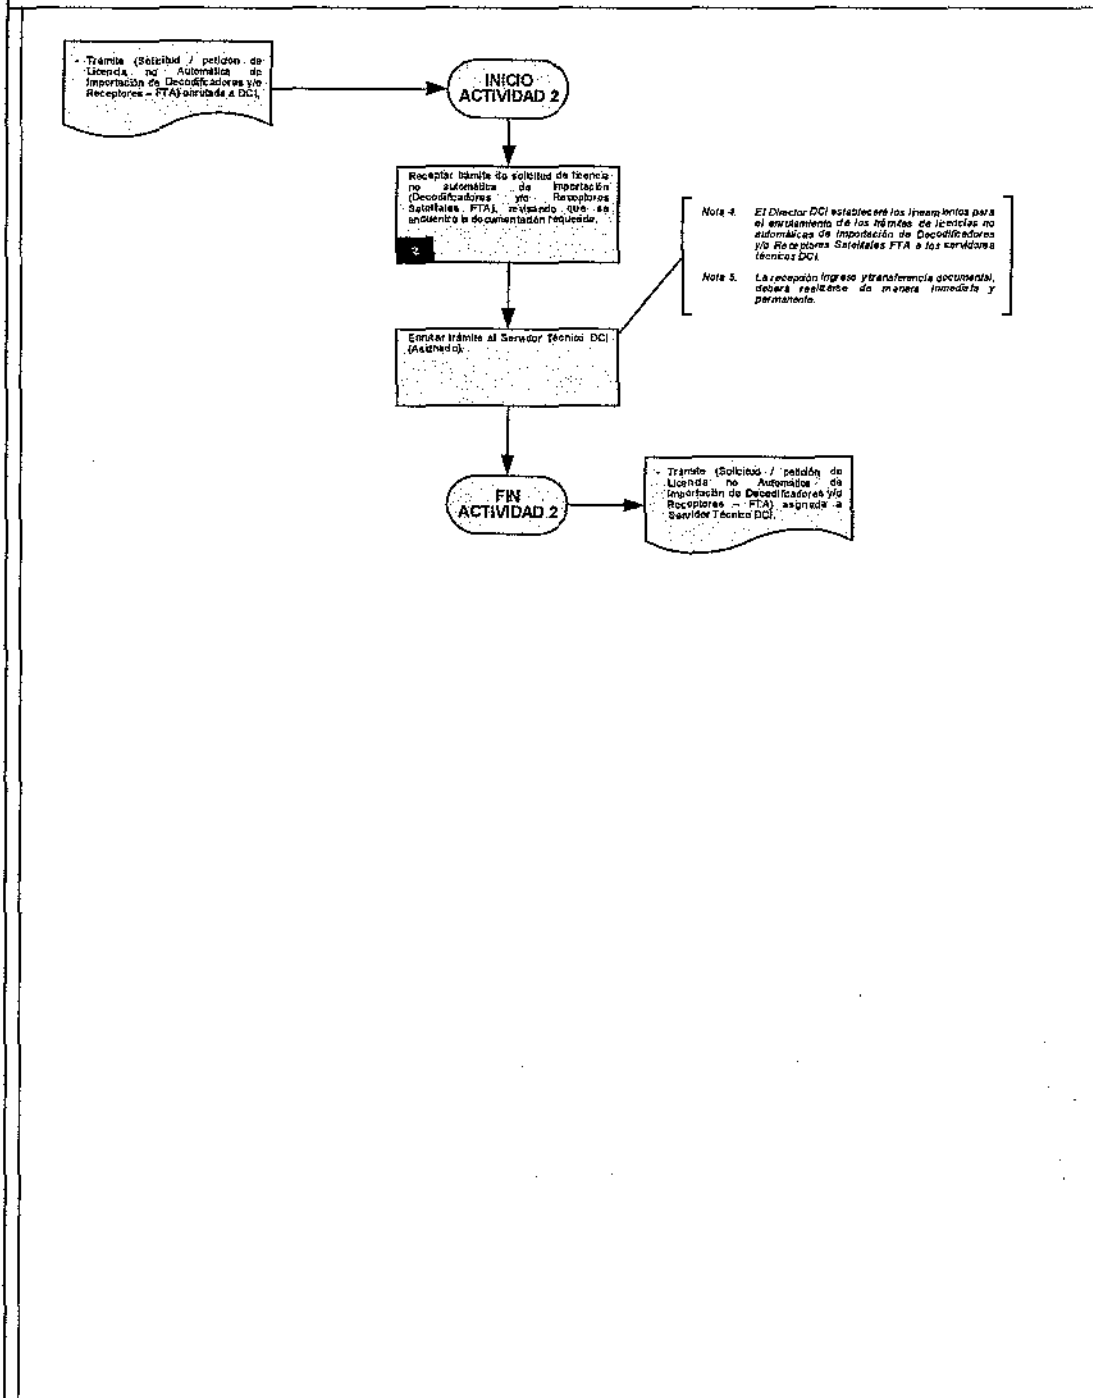 - Trámite (Solicitud / petición de
Licencia no Automática de
Importación de Decodificadores y/o
Receptores – FTA) enrutada a DCI.
INICIO
ACTIVIDAD 2
Receptar trámite de solicitud de licencia
no automática de Importación
(Decodificadores y/o Receptores
Satelitales FTA), revisando que se
encuentre la documentación requerida.
2
Nota 4. El Director DCI establecerá los lineamientos para
el enrutamiento de los trámites de licencias no
automáticas de Importación de Decodificadores
y/o Receptores Satelitales FTA a los servidores
técnicos DCI.
Nota 5. La recepción ingreso y transferencia documental,
deberá realizarse de manera inmediata y
permanente.
Enrutar trámite al Servidor Técnico DCI
(Asignado).
FIN
ACTIVIDAD 2
- Trámite (Solicitud / petición de
Licencia no Automática de
Importación de Decodificadores y/o
Receptores – FTA) asignada a
Servidor Técnico DCI.